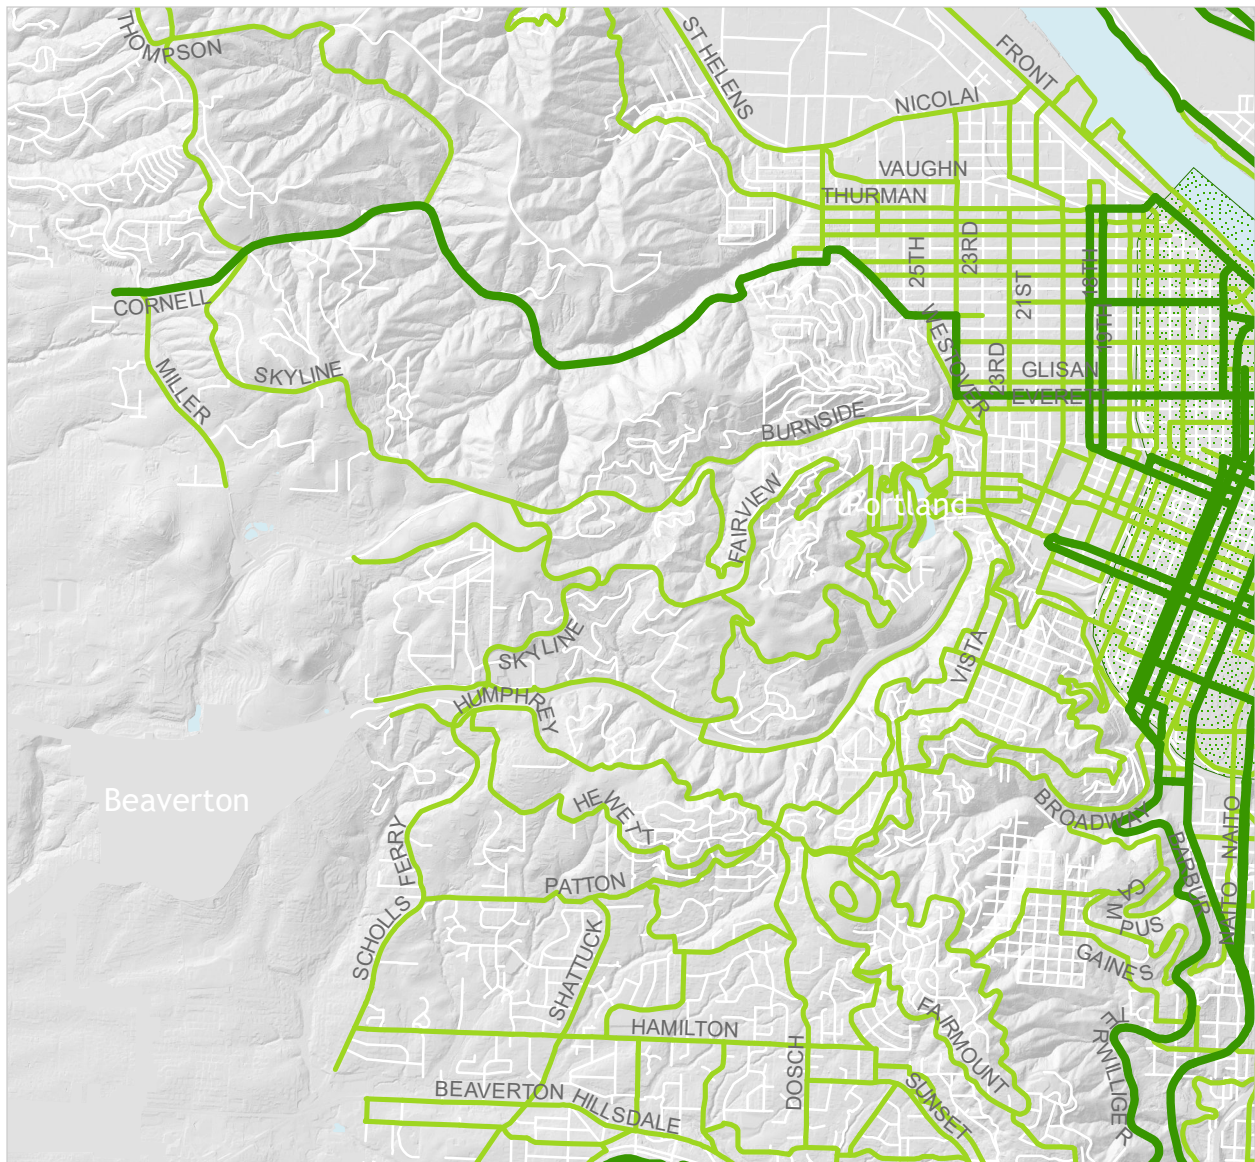 THOMPSON
ST HELENS
FRONT
NICOLAI
VAUGHN
THURMAN
25TH
23RD
21ST
CORNELL
MILLER
SKYLINE
WESTOVER
23RD
GLISAN
EVERETT
BURNSIDE
FAIRVIEW
Portland
SKYLINE
VISTA
HUMPHREY
Beaverton
HEWETT
BROADWAY
NAITO
BARBUR
SCHOLLS FERRY
PATTON
CAMPUS
NAITO
SHATTUCK
GAINES
HAMILTON
FAIRMOUNT
TERWILLIGER
DOSCH
BEAVERTON HILLSDALE
SUNSET